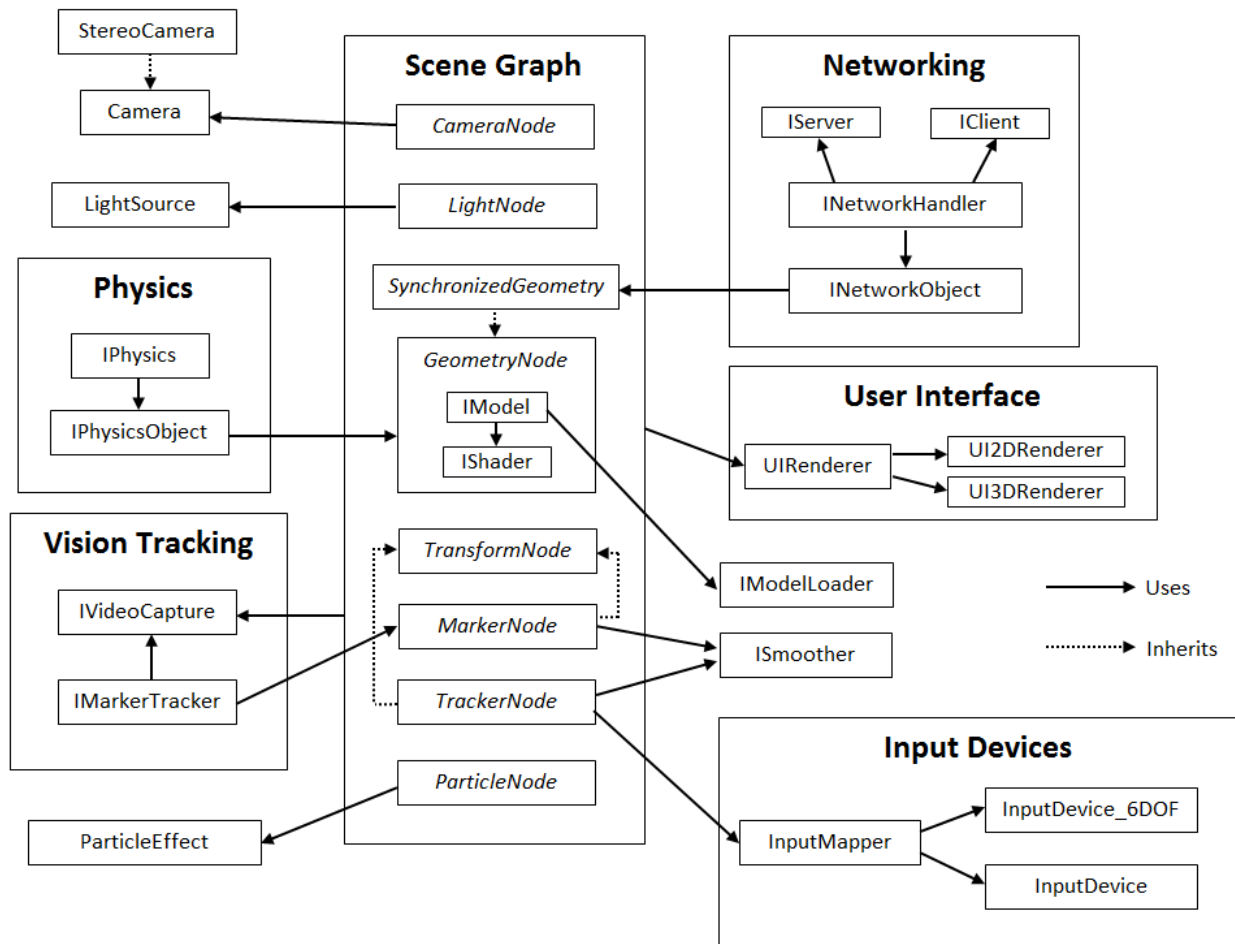 StereoCamera
Camera
LightSource
Physics
IPhysics
IPhysicsObject
Vision Tracking
IVideoCapture
IMarkerTracker
ParticleEffect
Scene Graph
CameraNode
LightNode
SynchronizedGeometry
GeometryNode
IModel
IShader
TransformNode
MarkerNode
TrackerNode
ParticleNode
Networking
IServer
IClient
INetworkHandler
INetworkObject
User Interface
UIRenderer
UI2DRenderer
UI3DRenderer
IModelLoader
ISmoother
Uses
Inherits
Input Devices
InputMapper
InputDevice_6DOF
InputDevice